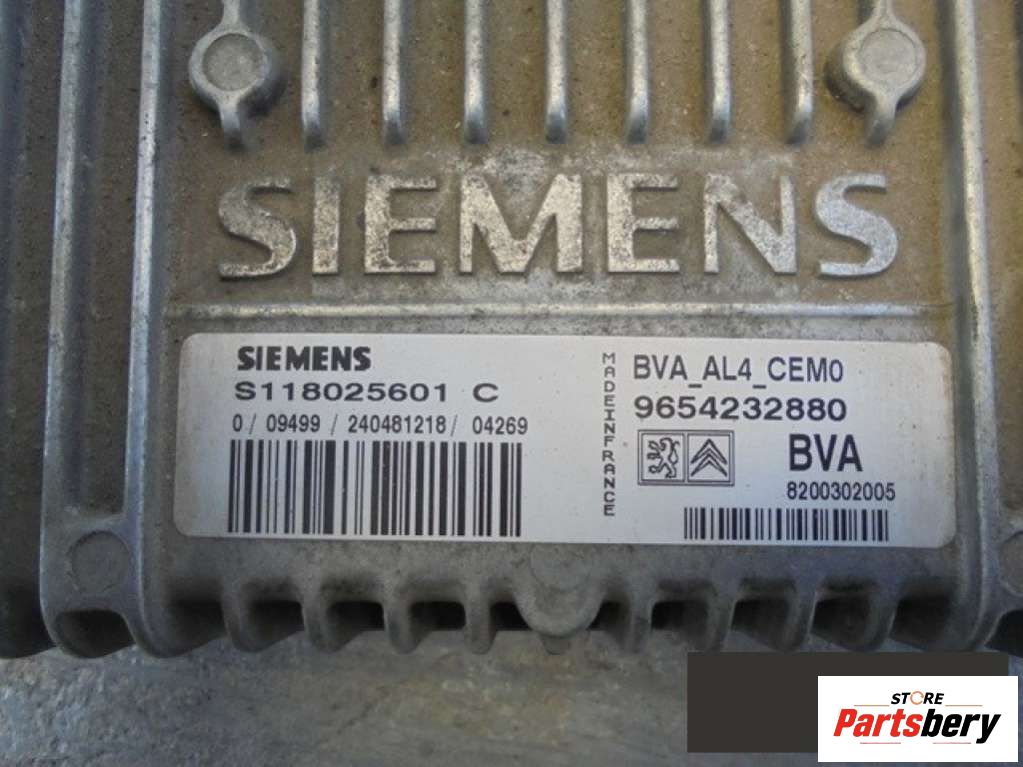 SIEMENS
SIEMENS
S118025601 C
0 / 09499 / 240481218 / 04269
MADEINFRANCE
BVA_AL4_CEM0
9654232880
BVA
8200302005
STORE
Partsbery